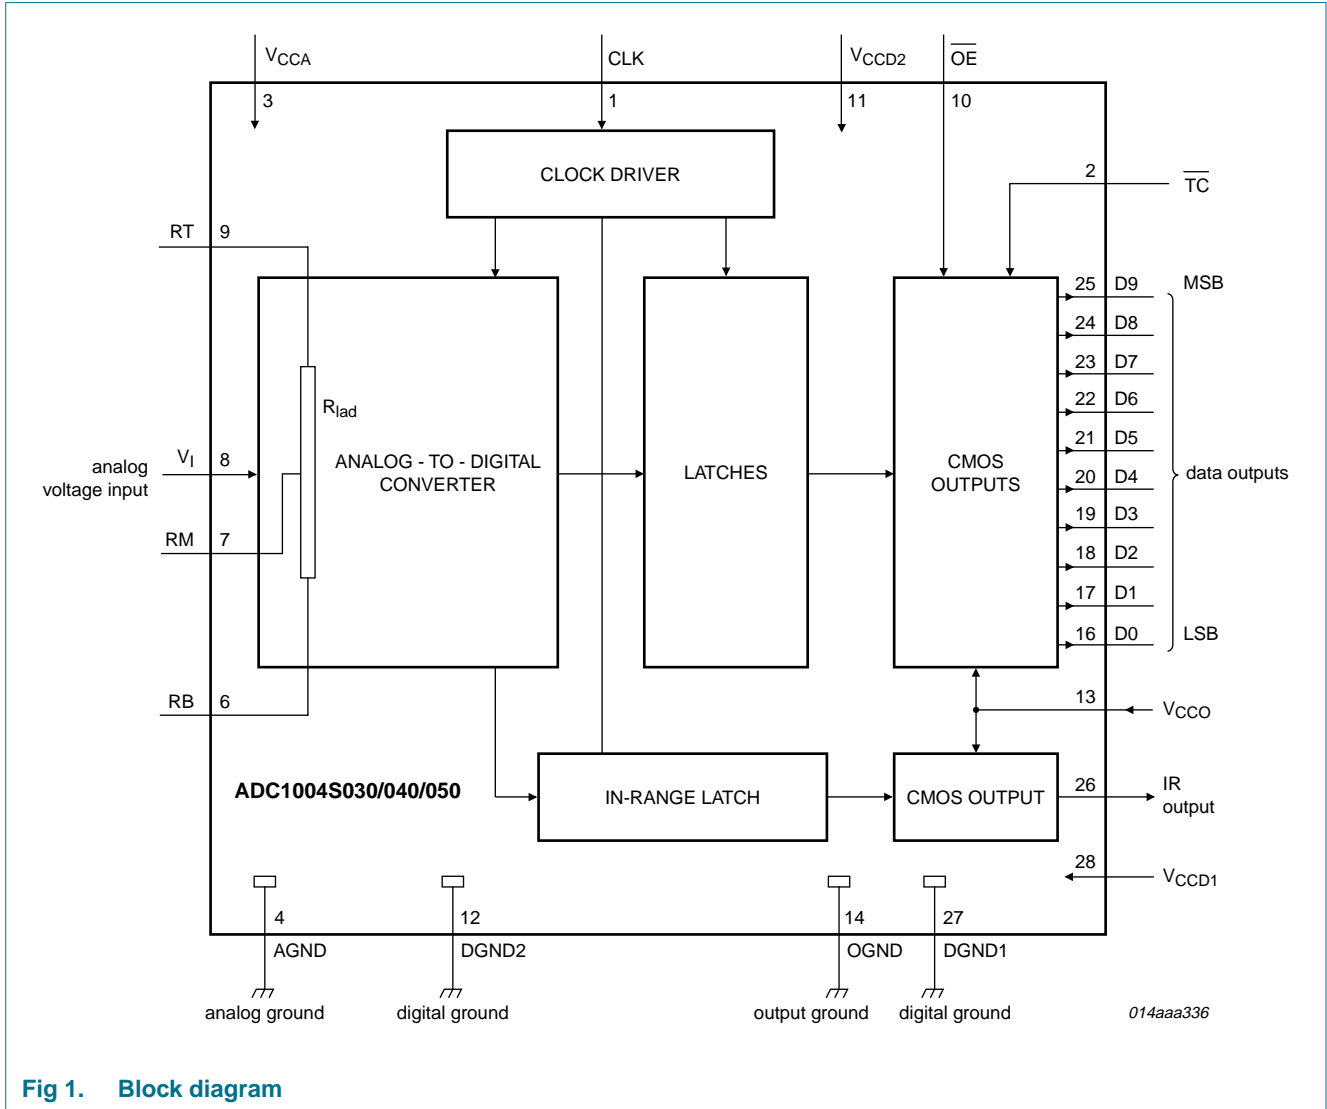 VCCA
CLK
VCCD2
OE
3
1
11
10
CLOCK DRIVER
2
TC
RT
9
25 D9 MSB
24 D8
23 D7
Rlad
22 D6
21 D5
analog
voltage input
VI
8
ANALOG - TO - DIGITAL
CONVERTER
LATCHES
CMOS
OUTPUTS
20 D4
data outputs
19 D3
RM
7
18 D2
17 D1
16 D0 LSB
RB
6
13
VCCO
ADC1004S030/040/050
IN-RANGE LATCH
CMOS OUTPUT
26
IR
output
28
VCCD1
4
12
14
27
AGND
DGND2
OGND
DGND1
analog ground
digital ground
output ground
digital ground
014aaa336
Fig 1. Block diagram